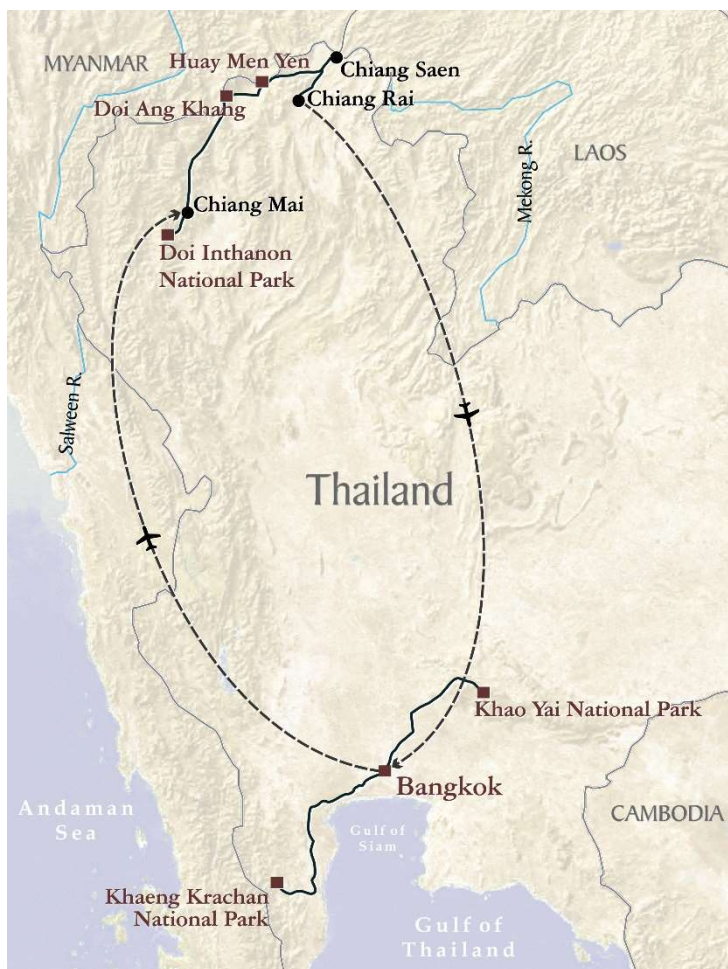 Huay Men Yen
MYANMAR
Chiang Saen
Doi Ang Khang
Chiang Rai
LAOS
Mekong R.
Chiang Mai
Doi Inthanon
National Park
Salween R.
Thailand
Khao Yai National Park
Bangkok
Andaman
Sea
CAMBODIA
Gulf of
Siam
Khaeng Krachan
National Park
Gulf of
Thailand